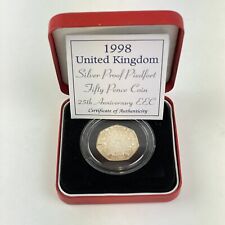 1998
United Kingdom
Silver Proof Piedfort
Fifty Pence Coin
25th Anniversary EEC
Certificate of Authenticity